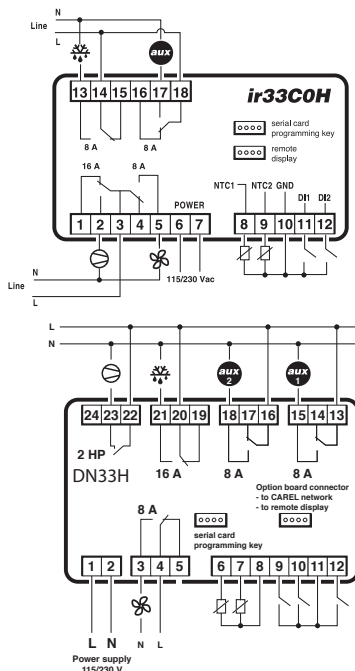 N
Line
L
aux
13 14 15 16 17 18
ir33C0H
serial card
programming key
8 A
8 A
remote
display
16 A
8 A
NTC1
NTC2
GND
DI1
DI2
POWER
1 2 3 4 5 6 7
8 9 10 11 12
N
115/230 Vac
Line
L
L
N
aux
2
aux
1
24 23 22
21 20 19
18 17 16
15 14 13
2 HP
16 A
8 A
8 A
DN33H
Option board connector
- to CAREL network
- to remote display
8 A
serial card
programming key
1 2
3 4 5
6 7 8 9 10 11 12
L N
N L
Power supply
115/230 V